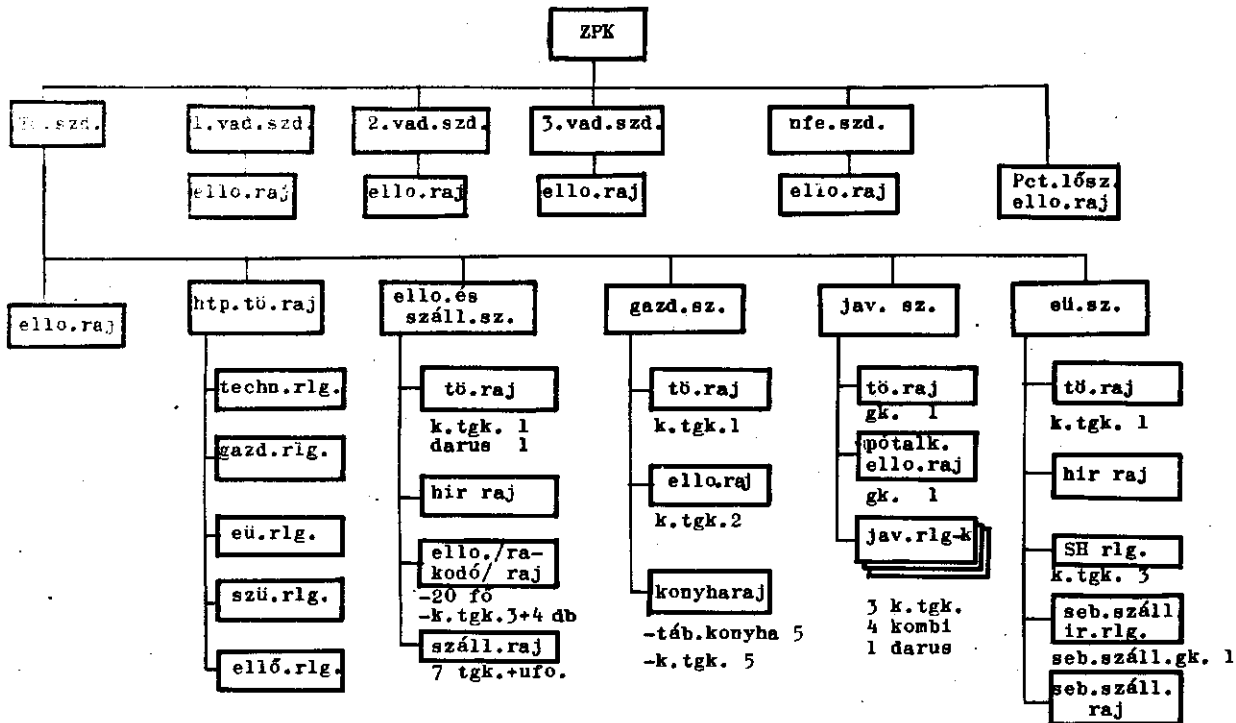 ZPK
szd.
1.vad.szd.
2.vad.szd.
3.vad.szd.
nfe.szd.
ello.raj
ello.raj
ello.raj
ello.raj
Pct.lősz.
ello.raj
ello.raj
htp.tö.raj
ello.és
száll.sz.
gazd.sz.
jav. sz.
eü.sz.
techn.rlg.
gazd.rlg.
eü.rlg.
szü.rlg.
ellő.rlg.
tö.raj
k.tgk. 1
darus 1
hir raj
ello./ra-
kodó/ raj
-20 fő
-k.tgk.3+4 db
száll.raj
7 tgk.+ufo.
tö.raj
k.tgk.1
ello.raj
k.tgk.2
konyharaj
-táb.konyha 5
-k.tgk. 5
tö.raj
gk. 1
pótalk.
ello.raj
gk. 1
jav.rlg-k
3 k.tgk.
4 kombi
1 darus
tö.raj
k.tgk. 1
hir raj
SH rlg.
k.tgk. 3
seb.száll
ir.rlg.
seb.száll.gk. 1
seb.száll.
raj